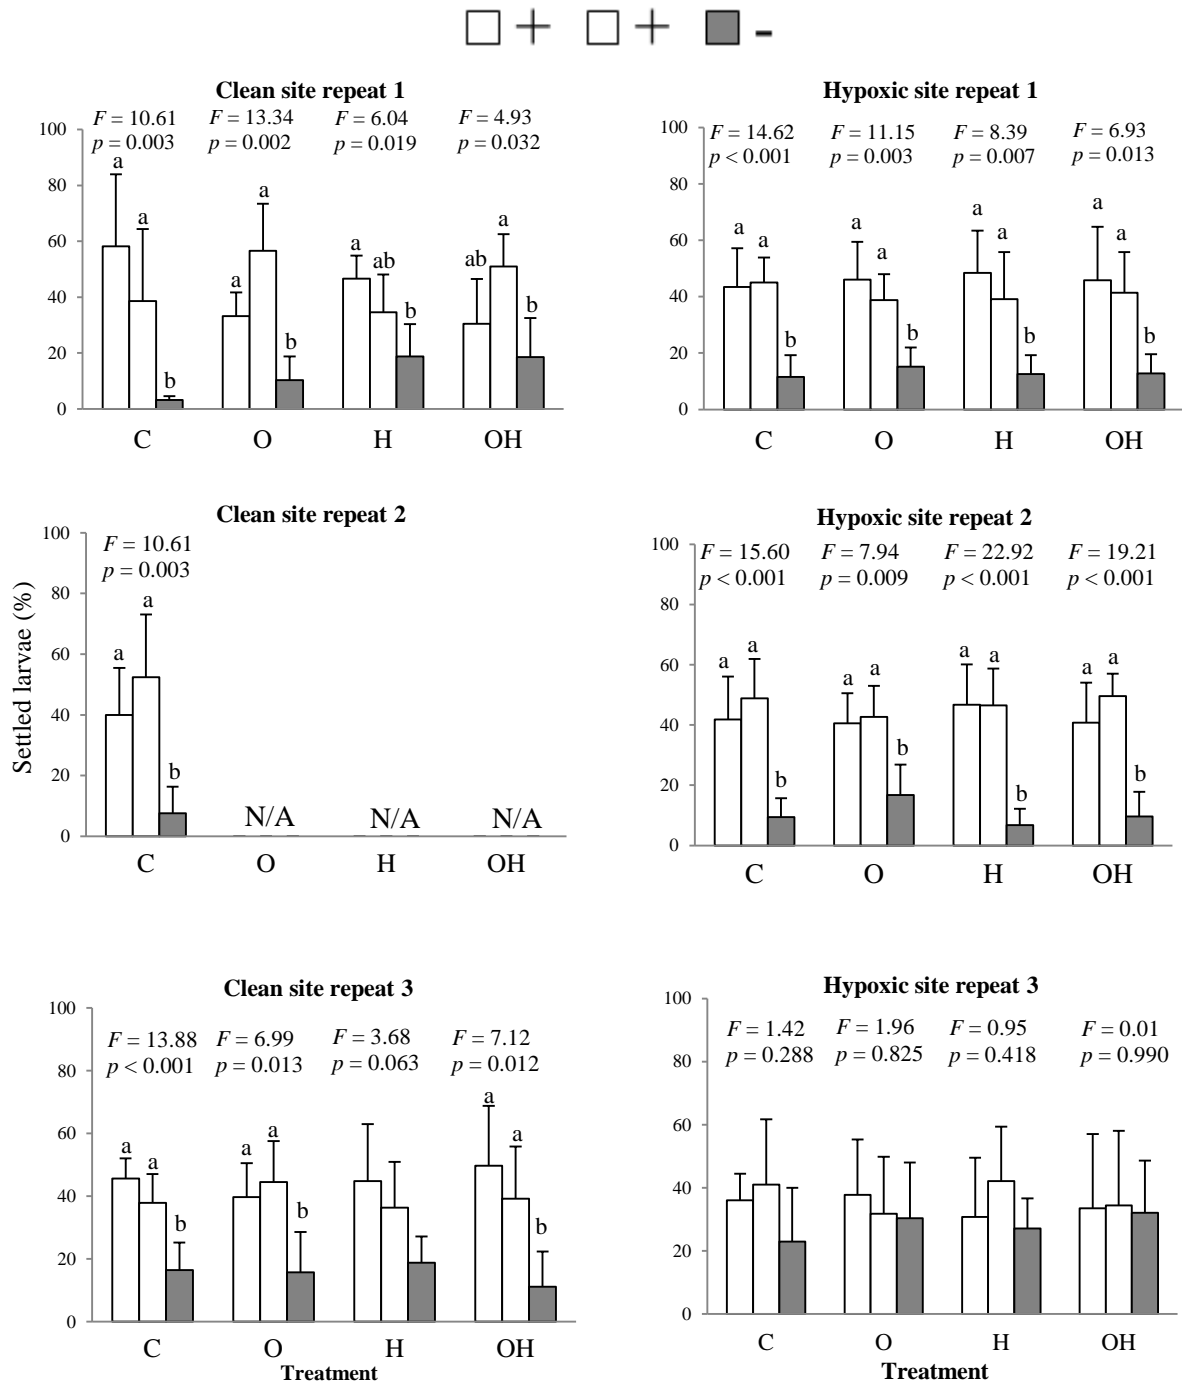 + + -
Clean site repeat 1
F = 10.61 F = 13.34 F = 6.04 F = 4.93
p = 0.003 p = 0.002 p = 0.019 p = 0.032
100
80
60
40
20
0
a a b a a b a ab b ab a b
C O H OH
Hypoxic site repeat 1
F = 14.62 F = 11.15 F = 8.39 F = 6.93
p < 0.001 p = 0.003 p = 0.007 p = 0.013
100
80
60
40
20
0
a a b a a b a a b a a b
C O H OH
Clean site repeat 2
F = 10.61
p = 0.003
100
80
60
40
20
0
a a b N/A N/A N/A
C O H OH
Settled larvae (%)
Hypoxic site repeat 2
F = 15.60 F = 7.94 F = 22.92 F = 19.21
p < 0.001 p = 0.009 p < 0.001 p < 0.001
100
80
60
40
20
0
a a b a a b a a b a a b
C O H OH
Clean site repeat 3
F = 13.88 F = 6.99 F = 3.68 F = 7.12
p < 0.001 p = 0.013 p = 0.063 p = 0.012
100
80
60
40
20
0
a a b a a b a a b
C O H OH
Treatment
Hypoxic site repeat 3
F = 1.42 F = 1.96 F = 0.95 F = 0.01
p = 0.288 p = 0.825 p = 0.418 p = 0.990
100
80
60
40
20
0
C O H OH
Treatment